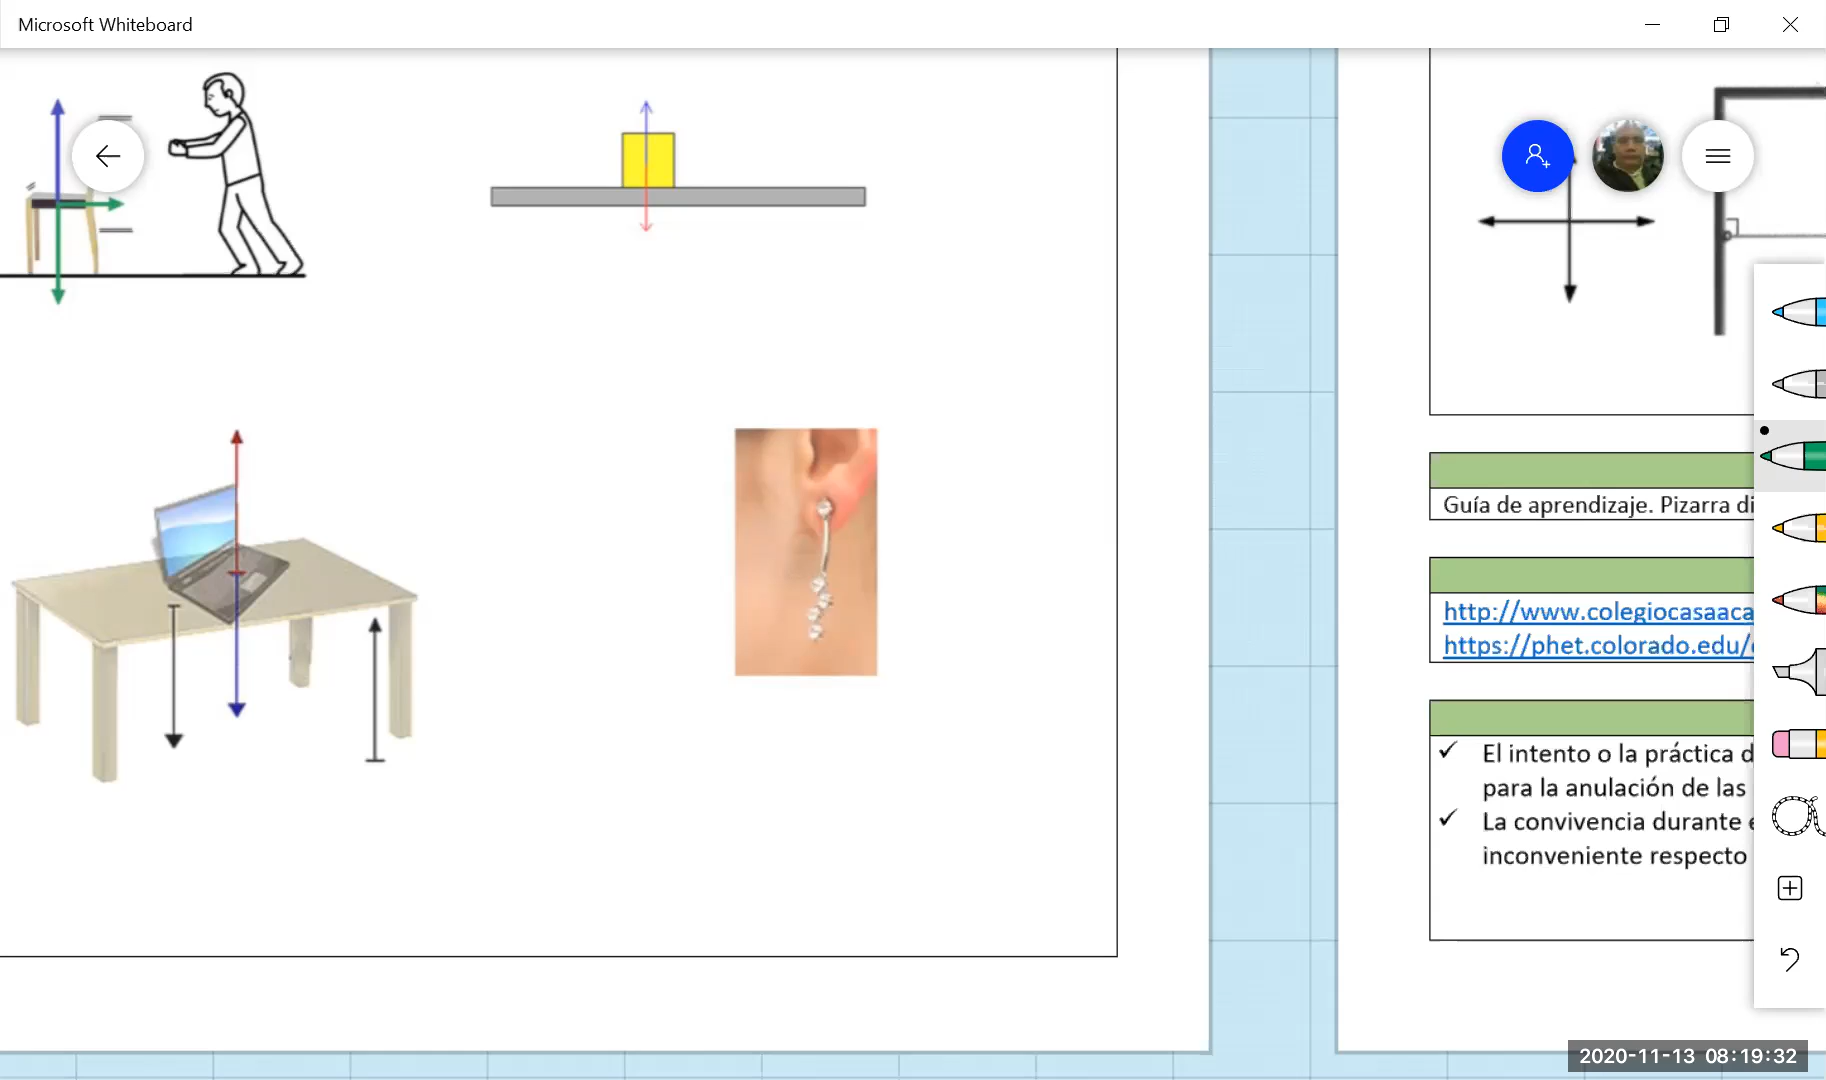 Microsoft Whiteboard
Guía de aprendizaje. Pizarra di
http://www.colegiocasaaca
https://phet.colorado.edu/
El intento o la práctica d
para la anulación de las
La convivencia durante e
inconveniente respecto
2020-11-13 08:19:32